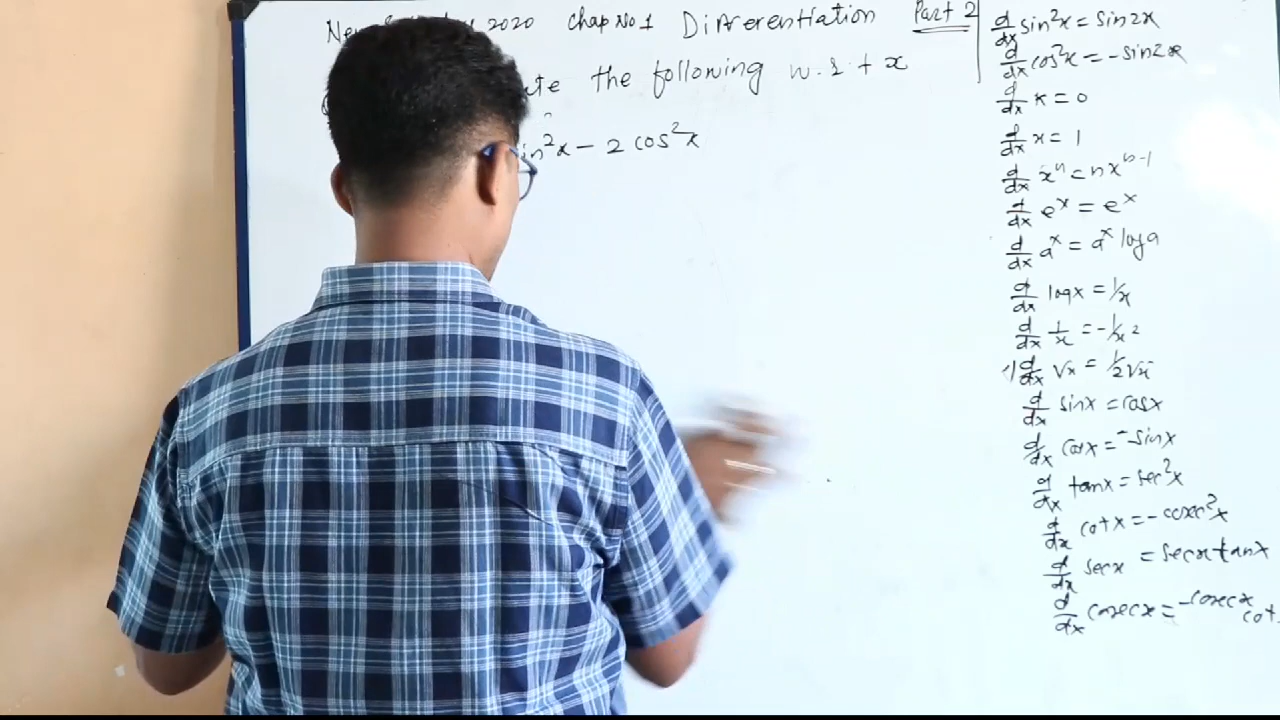 2020 Chap No 1 Differentiation Part 2
the following w.r.t x
in²x - 2 cos²x
d/dx sin²x = sin2x
d/dx cos²x = -sin2x
d/dx k = 0
d/dx x = 1
d/dx xⁿ = nxⁿ⁻¹
d/dx eˣ = eˣ
d/dx aˣ = aˣ loga
d/dx logx = 1/x
d/dx 1/x = -1/x²
d/dx √x = 1/2√x
d/dx sinx = cosx
d/dx cosx = -sinx
d/dx tanx = sec²x
d/dx cotx = -cosec²x
d/dx secx = secx tanx
d/dx cosecx = -cosecx cot